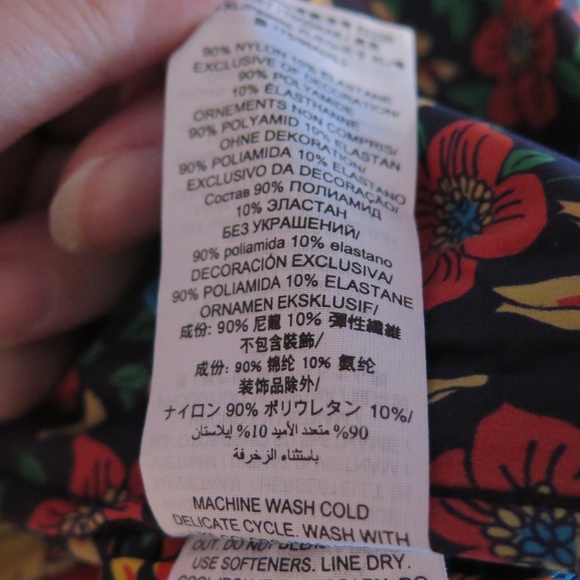 90% NYLON 10% ELASTANE
EXCLUSIVE OF DECORATION/
90% POLYAMIDE
10% ÉLASTHANNE
ORNEMENTS NON COMPRIS/
90% POLYAMID 10% ELASTAN
OHNE DEKORATION/
90% POLIAMIDA 10% ELASTANO
EXCLUSIVO DA DECORAÇÃO/
Состав 90% ПОЛИАМИД
10% ЭЛАСТАН
БЕЗ УКРАШЕНИЙ/
90% poliamida 10% elastano
DECORACIÓN EXCLUSIVA/
90% POLIAMIDA 10% ELASTANE
ORNAMEN EKSKLUSIF/
成份: 90% 尼龍 10% 彈性纖維
不包含裝飾/
成份: 90% 锦纶 10% 氨纶
装饰品除外/
ナイロン 90% ポリウレタン 10%/
90% متعدد الأميد 10% إيلاستان
باستثناء الزخرفة
MACHINE WASH COLD
DELICATE CYCLE. WASH WITH
OUT. DO NOT
USE SOFTENERS. LINE DRY.